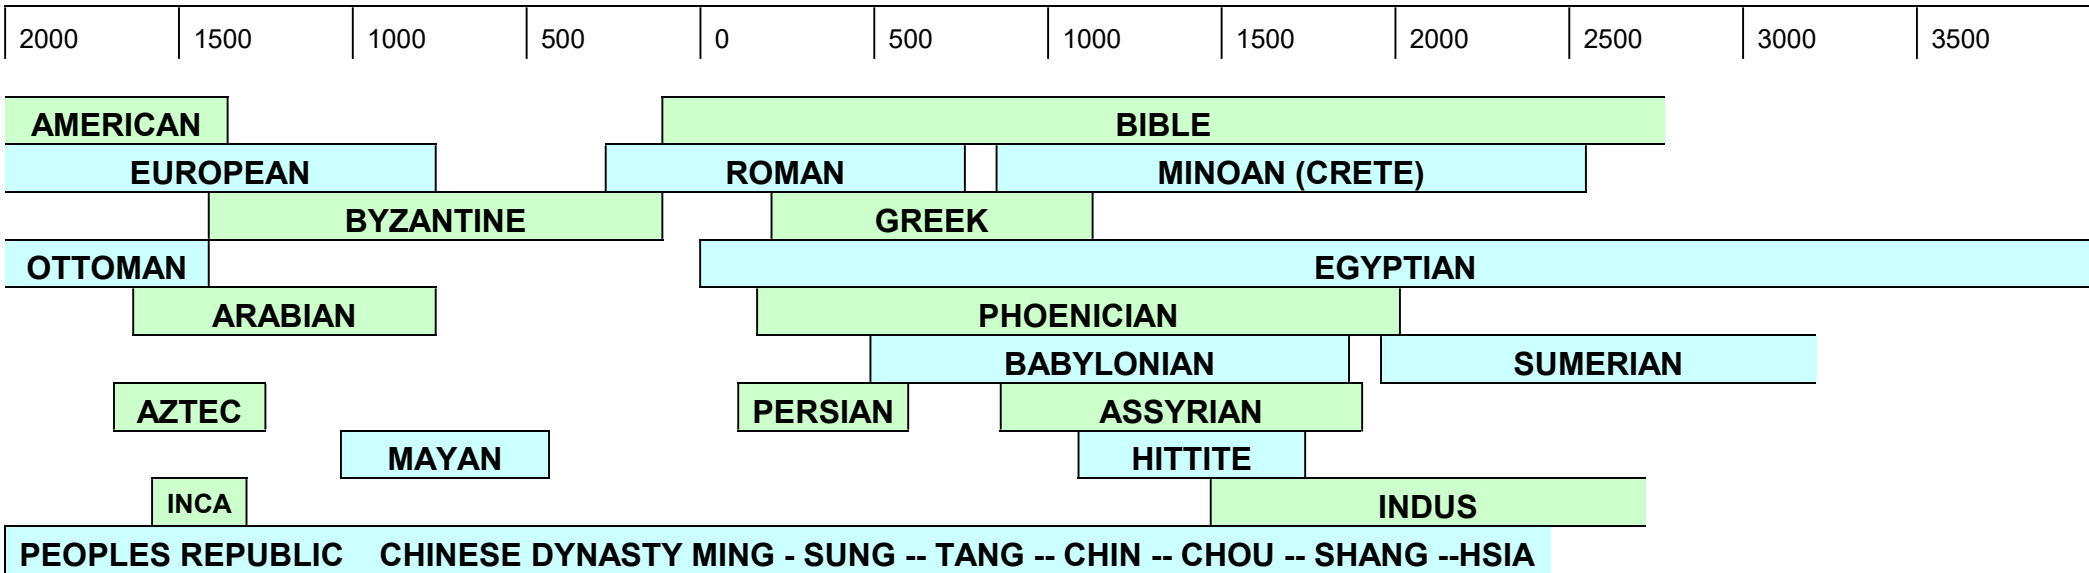 2000 1500 1000 500 0 500 1000 1500 2000 2500 3000 3500
AMERICAN BIBLE
EUROPEAN ROMAN MINOAN (CRETE)
BYZANTINE GREEK
OTTOMAN EGYPTIAN
ARABIAN PHOENICIAN
BABYLONIAN SUMERIAN
AZTEC PERSIAN ASSYRIAN
MAYAN HITTITE
INCA INDUS
PEOPLES REPUBLIC CHINESE DYNASTY MING - SUNG -- TANG -- CHIN -- CHOU -- SHANG --HSIA